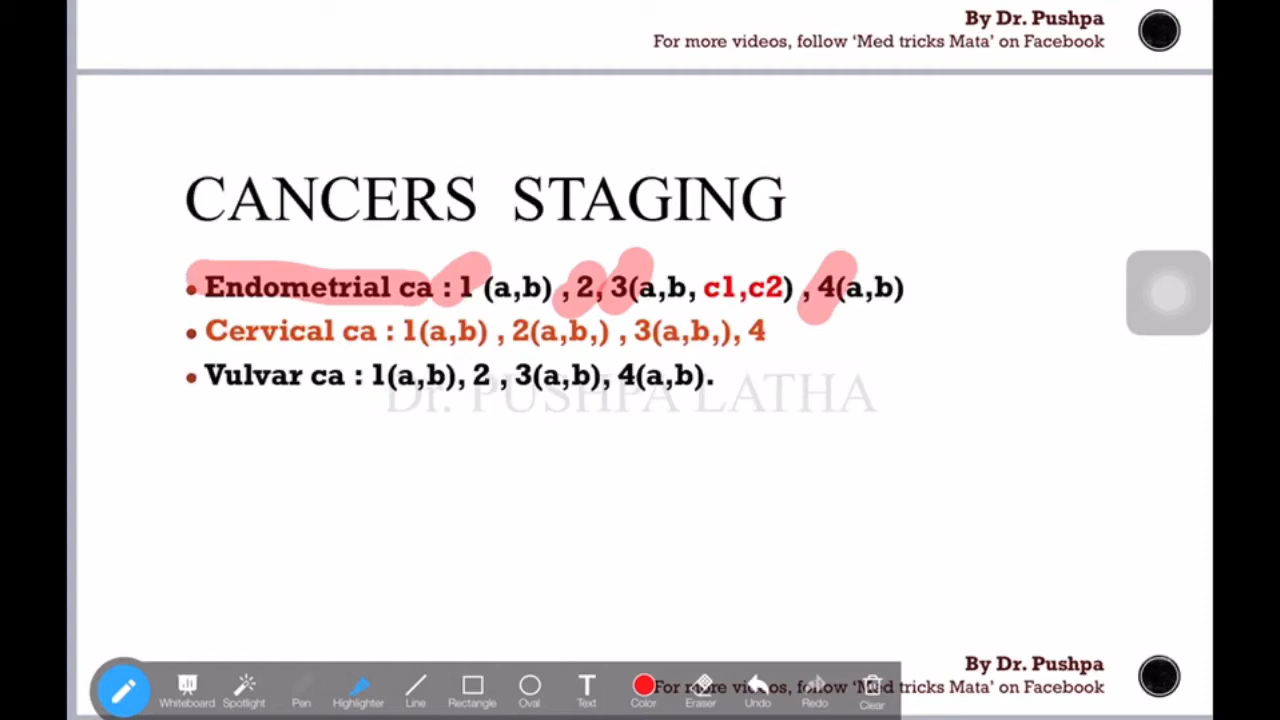 By Dr. Pushpa
For more videos, follow ‘Med tricks Mata’ on Facebook
CANCERS STAGING
• Endometrial ca : 1 (a,b) , 2, 3(a,b, c1,c2) , 4(a,b)
• Cervical ca : 1(a,b) , 2(a,b,) , 3(a,b,), 4
• Vulvar ca : 1(a,b), 2 , 3(a,b), 4(a,b).
Dr. PUSHPA LATHA
By Dr. Pushpa
For more videos, follow ‘Med tricks Mata’ on Facebook
Whiteboard Spotlight Pen Highlighter Line Rectangle Oval Text Color Eraser Undo Redo Clear